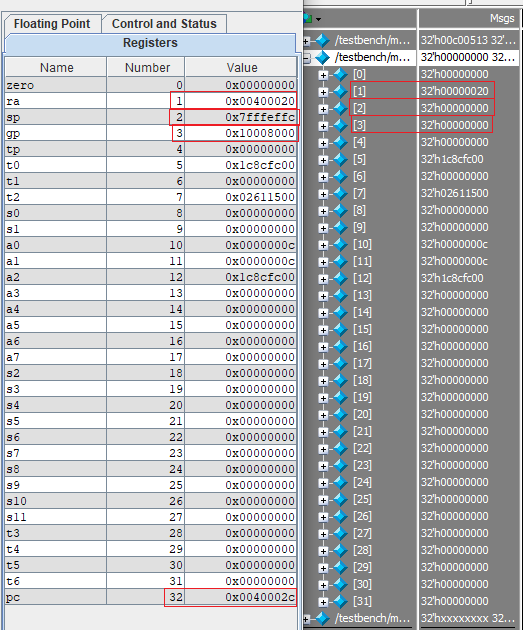 Floating Point Control and Status
Registers
Name Number Value
zero 0 0x00000000
ra 1 0x00400020
sp 2 0x7fffeffc
gp 3 0x10008000
tp 4 0x00000000
t0 5 0x1c8cfc00
t1 6 0x00000000
t2 7 0x02611500
s0 8 0x00000000
s1 9 0x00000000
a0 10 0x0000000c
a1 11 0x0000000c
a2 12 0x1c8cfc00
a3 13 0x00000000
a4 14 0x00000000
a5 15 0x00000000
a6 16 0x00000000
a7 17 0x00000000
s2 18 0x00000000
s3 19 0x00000000
s4 20 0x00000000
s5 21 0x00000000
s6 22 0x00000000
s7 23 0x00000000
s8 24 0x00000000
s9 25 0x00000000
s10 26 0x00000000
s11 27 0x00000000
t3 28 0x00000000
t4 29 0x00000000
t5 30 0x00000000
t6 31 0x00000000
pc 32 0x0040002c
Msgs
/testbench/m... 32'h00c00513 32'...
/testbench/m... 32'h00000000 32...
[0] 32'h00000000
[1] 32'h00000020
[2] 32'h00000000
[3] 32'h00000000
[4] 32'h00000000
[5] 32'h1c8cfc00
[6] 32'h00000000
[7] 32'h02611500
[8] 32'h00000000
[9] 32'h00000000
[10] 32'h0000000c
[11] 32'h0000000c
[12] 32'h1c8cfc00
[13] 32'h00000000
[14] 32'h00000000
[15] 32'h00000000
[16] 32'h00000000
[17] 32'h00000000
[18] 32'h00000000
[19] 32'h00000000
[20] 32'h00000000
[21] 32'h00000000
[22] 32'h00000000
[23] 32'h00000000
[24] 32'h00000000
[25] 32'h00000000
[26] 32'h00000000
[27] 32'h00000000
[28] 32'h00000000
[29] 32'h00000000
[30] 32'h00000000
[31] 32'h00000000
/testbench/m... 32'hxxxxxxxx 32'...